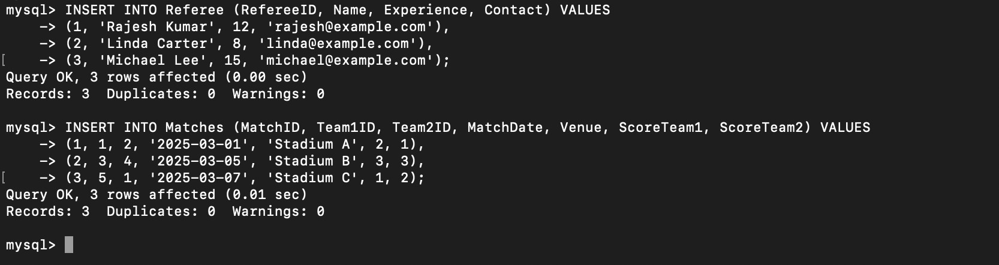 mysql> INSERT INTO Referee (RefereeID, Name, Experience, Contact) VALUES
    -> (1, 'Rajesh Kumar', 12, 'rajesh@example.com'),
    -> (2, 'Linda Carter', 8, 'linda@example.com'),
[    -> (3, 'Michael Lee', 15, 'michael@example.com');
Query OK, 3 rows affected (0.00 sec)
Records: 3  Duplicates: 0  Warnings: 0
mysql> INSERT INTO Matches (MatchID, Team1ID, Team2ID, MatchDate, Venue, ScoreTeam1, ScoreTeam2) VALUES
    -> (1, 1, 2, '2025-03-01', 'Stadium A', 2, 1),
    -> (2, 3, 4, '2025-03-05', 'Stadium B', 3, 3),
[    -> (3, 5, 1, '2025-03-07', 'Stadium C', 1, 2);
Query OK, 3 rows affected (0.01 sec)
Records: 3  Duplicates: 0  Warnings: 0
mysql>